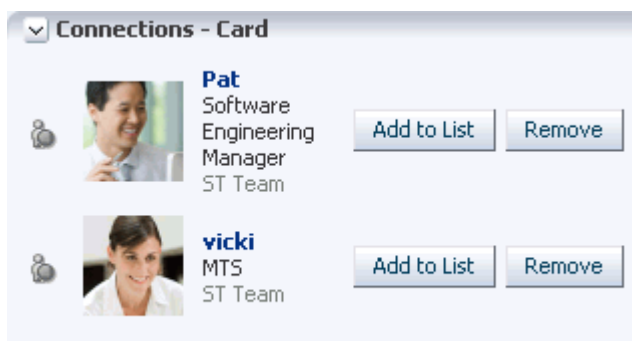 Connections - Card
Pat
Software
Engineering
Manager
ST Team
Add to List
Remove
vicki
MTS
ST Team
Add to List
Remove